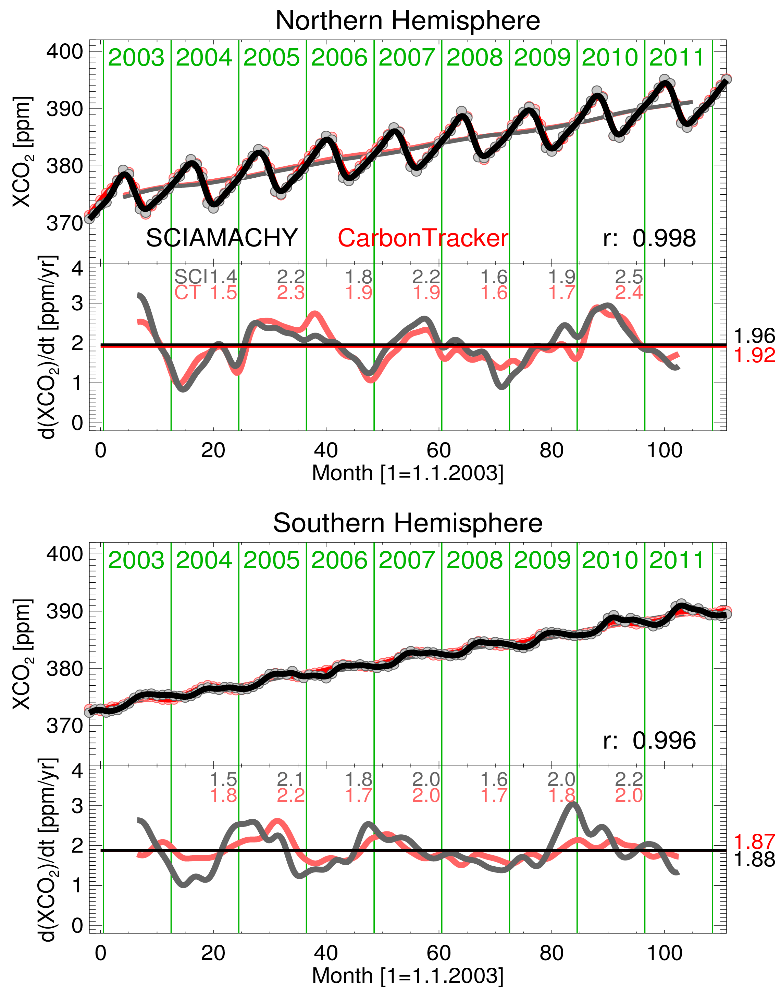 Northern Hemisphere
400
2003 2004 2005 2006 2007 2008 2009 2010 2011
390
XCO2 [ppm]
380
370
SCIAMACHY CarbonTracker r: 0.998
4
SCI 1.4 2.2 1.8 2.2 1.6 1.9 2.5
CT 1.5 2.3 1.9 1.9 1.6 1.7 2.4
3
d(XCO2)/dt [ppm/yr]
2
1.96
1.92
1
0
0 20 40 60 80 100
Month [1=1.1.2003]
Southern Hemisphere
400
2003 2004 2005 2006 2007 2008 2009 2010 2011
390
XCO2 [ppm]
380
370
r: 0.996
4
1.5 2.1 1.8 2.0 1.6 2.0 2.2
1.8 2.2 1.7 2.0 1.7 1.8 2.0
3
d(XCO2)/dt [ppm/yr]
2
1.87
1.88
1
0
0 20 40 60 80 100
Month [1=1.1.2003]